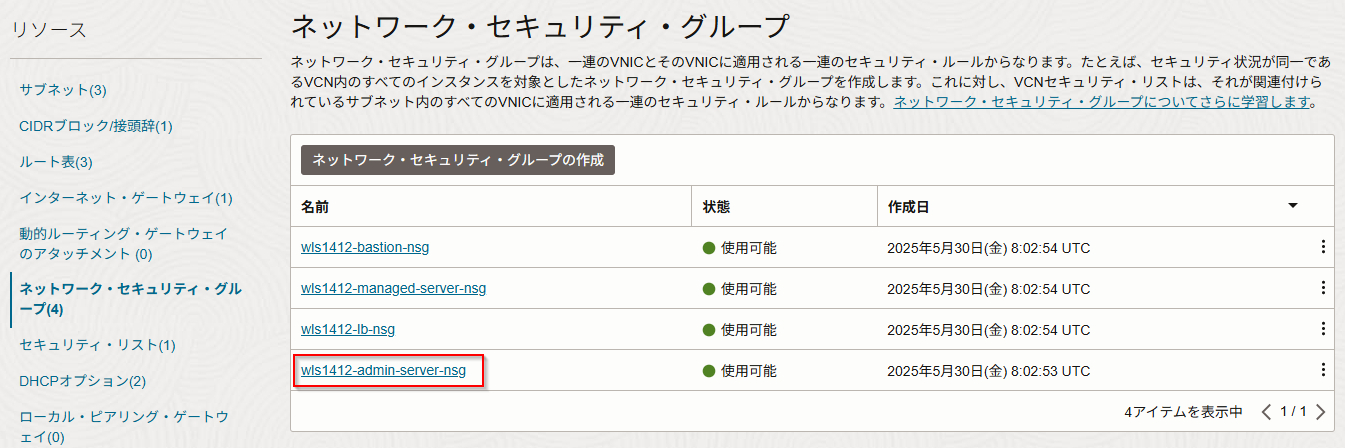 リソース
サブネット(3)
CIDRブロック/接頭辞(1)
ルート表(3)
インターネット・ゲートウェイ(1)
動的ルーティング・ゲートウェイ
のアタッチメント (0)
ネットワーク・セキュリティ・グル
ープ(4)
セキュリティ・リスト(1)
DHCPオプション(2)
ローカル・ピアリング・ゲートウ
ェイ(0)
ネットワーク・セキュリティ・グループ
ネットワーク・セキュリティ・グループは、一連のVNICとそのVNICに適用される一連のセキュリティ・ルールからなります。たとえば、セキュリティ状況が同一であ
るVCN内のすべてのインスタンスを対象としたネットワーク・セキュリティ・グループを作成します。これに対し、VCNセキュリティ・リストは、それが関連付けら
れているサブネット内のすべてのVNICに適用される一連のセキュリティ・ルールからなります。ネットワーク・セキュリティ・グループについてさらに学習します。
ネットワーク・セキュリティ・グループの作成
名前 状態 作成日
wls1412-bastion-nsg 使用可能 2025年5月30日(金) 8:02:54 UTC
wls1412-managed-server-nsg 使用可能 2025年5月30日(金) 8:02:54 UTC
wls1412-lb-nsg 使用可能 2025年5月30日(金) 8:02:54 UTC
wls1412-admin-server-nsg 使用可能 2025年5月30日(金) 8:02:53 UTC
4アイテムを表示中 1 / 1